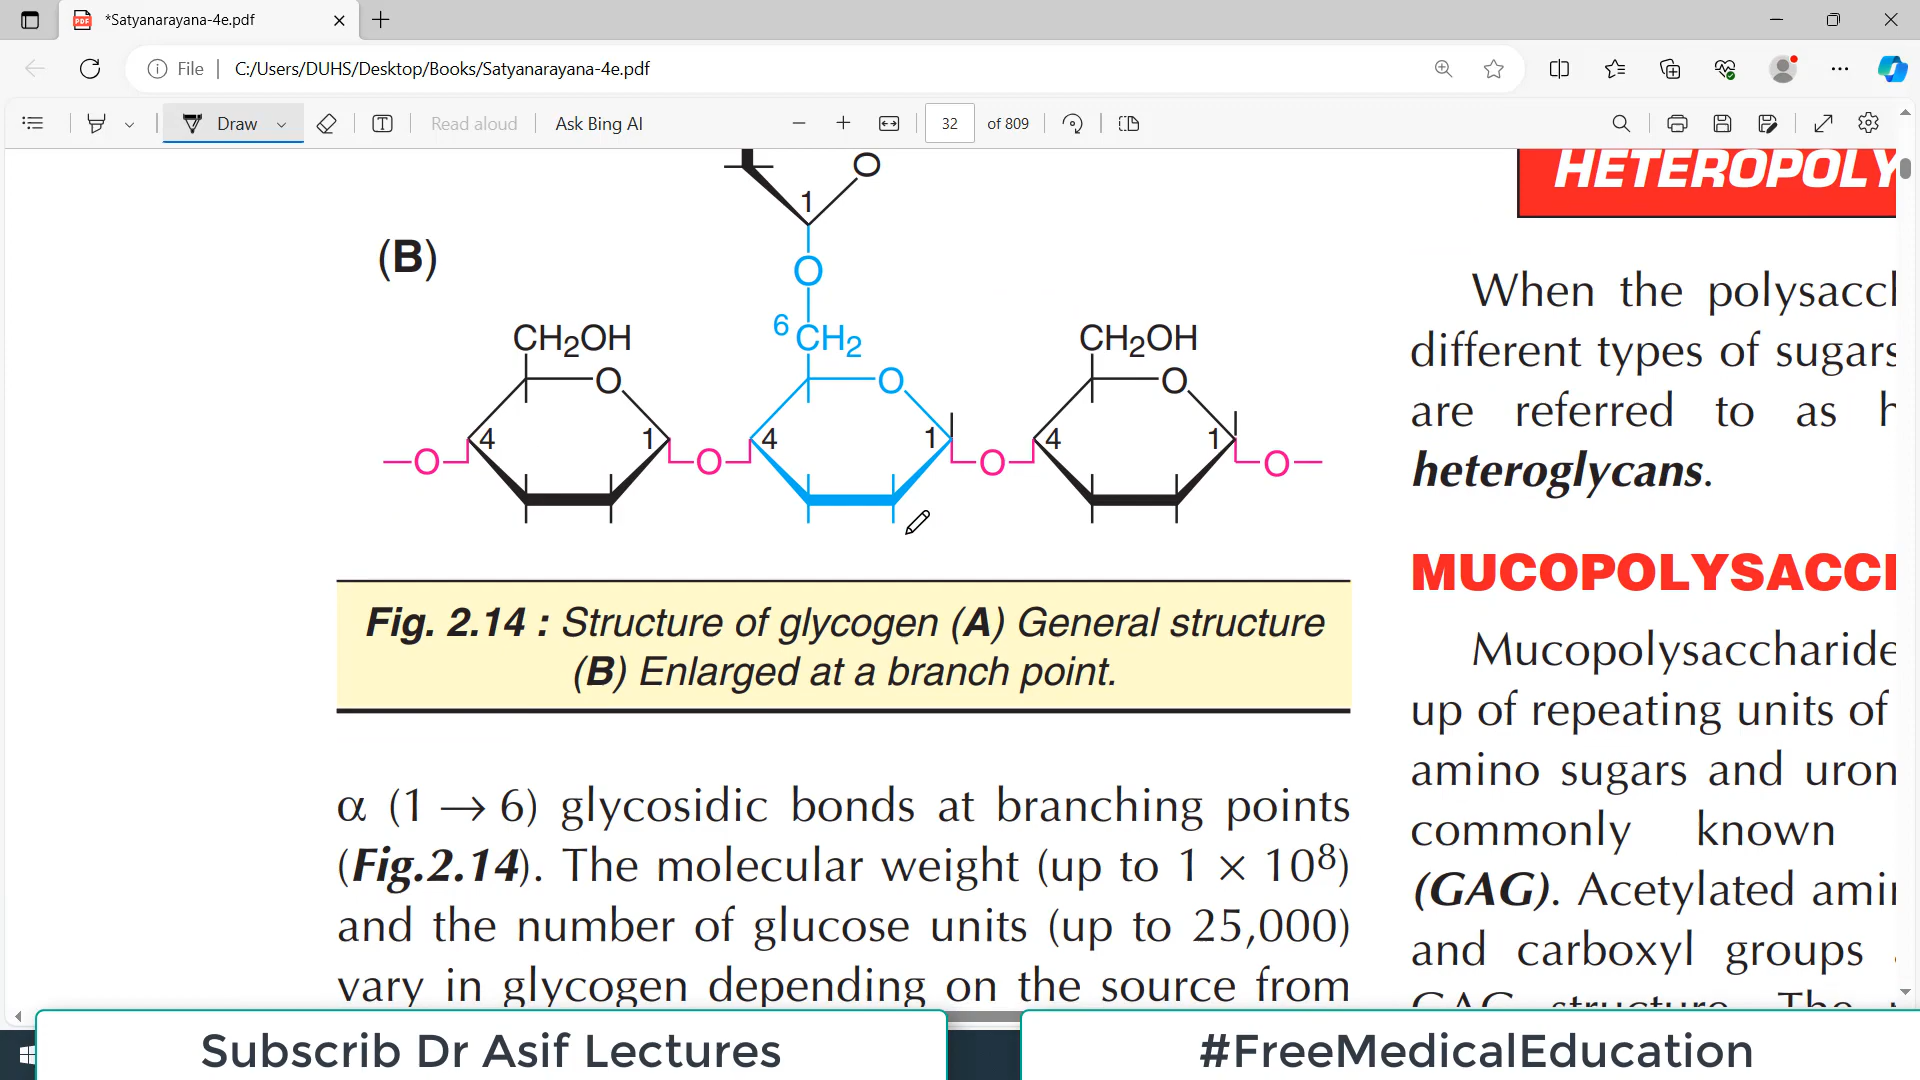 *Satyanarayana-4e.pdf
File
C:/Users/DUHS/Desktop/Books/Satyanarayana-4e.pdf
Draw
Read aloud
Ask Bing AI
32
of 809
O
1
(B)
O
6
CH2OH
CH2
CH2OH
O
O
O
4
1
4
1
4
1
O
O
O
O
Fig. 2.14 : Structure of glycogen (A) General structure
(B) Enlarged at a branch point.
α (1 → 6) glycosidic bonds at branching points
(Fig.2.14). The molecular weight (up to 1 × 10⁸)
and the number of glucose units (up to 25,000)
vary in glycogen depending on the source from
HETEROPOLY
When the polysaccl
different types of sugars
are referred to as h
heteroglycans.
MUCOPOLYSACCI
Mucopolysaccharide
up of repeating units of
amino sugars and uron
commonly known
(GAG). Acetylated ami
and carboxyl groups
GAG structure. The
Subscrib Dr Asif Lectures
#FreeMedicalEducation